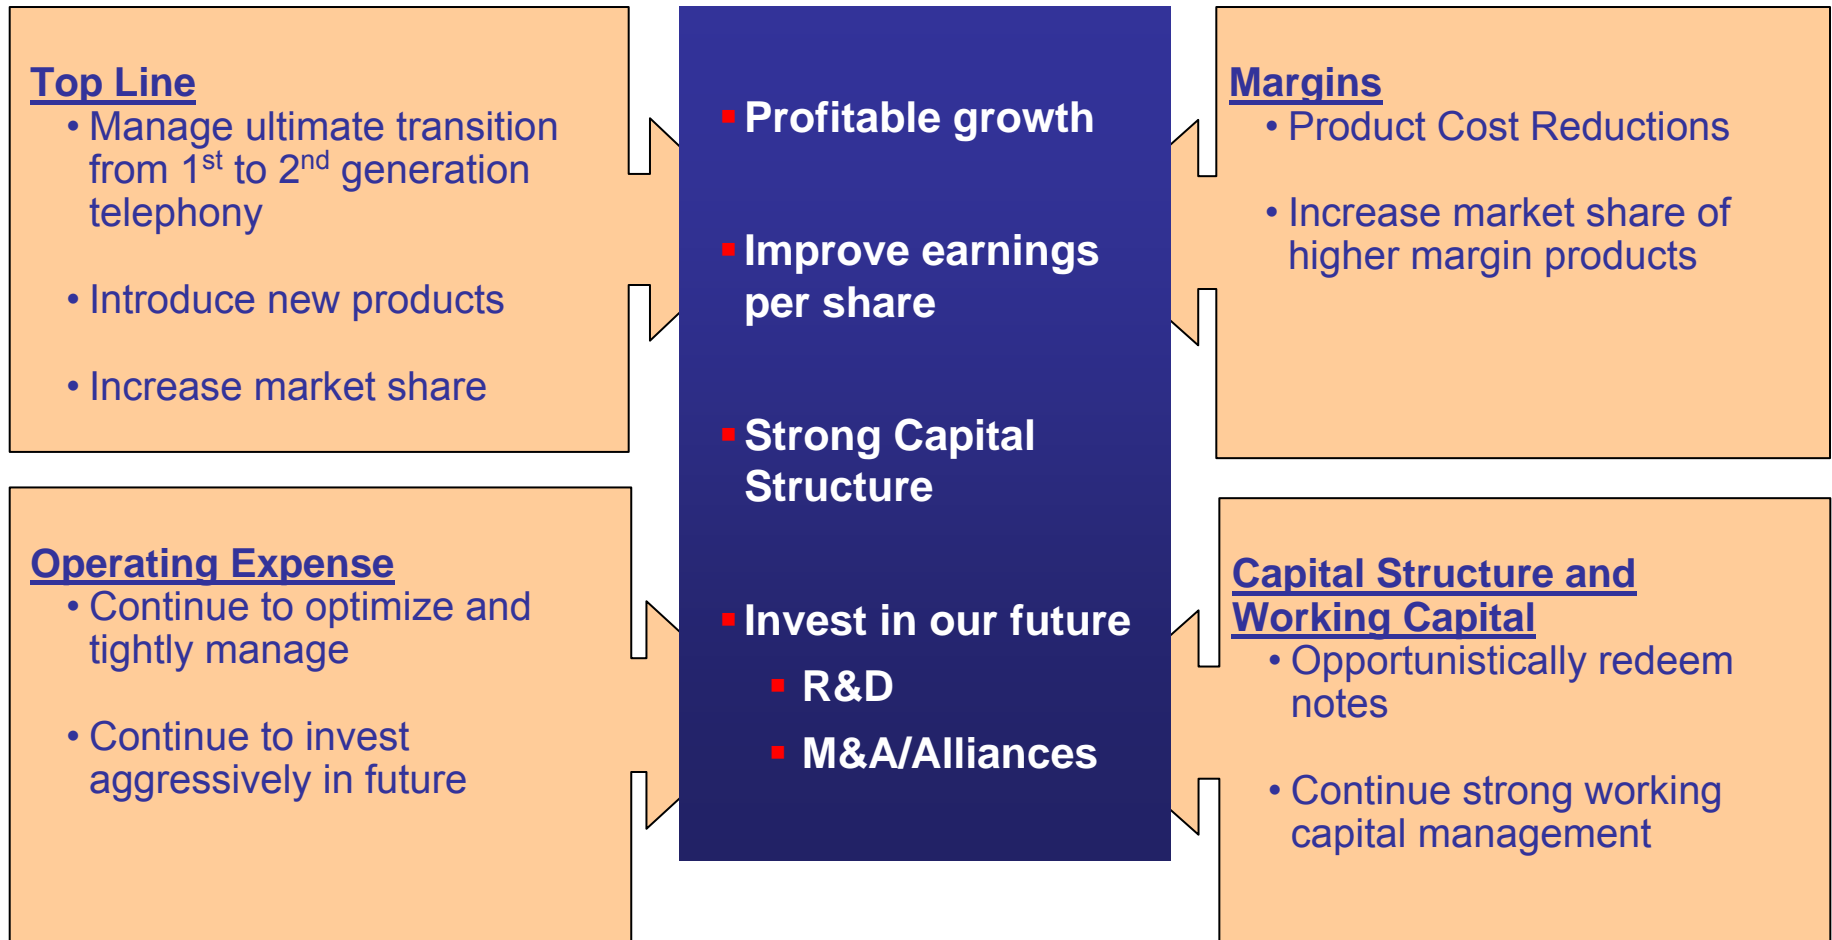 Top Line
• Manage ultimate transition
from 1st to 2nd generation
telephony
• Introduce new products
• Increase market share
Operating Expense
• Continue to optimize and
tightly manage
• Continue to invest
aggressively in future
▪ Profitable growth
▪ Improve earnings
per share
▪ Strong Capital
Structure
▪ Invest in our future
▪ R&D
▪ M&A/Alliances
Margins
• Product Cost Reductions
• Increase market share of
higher margin products
Capital Structure and
Working Capital
• Opportunistically redeem
notes
• Continue strong working
capital management